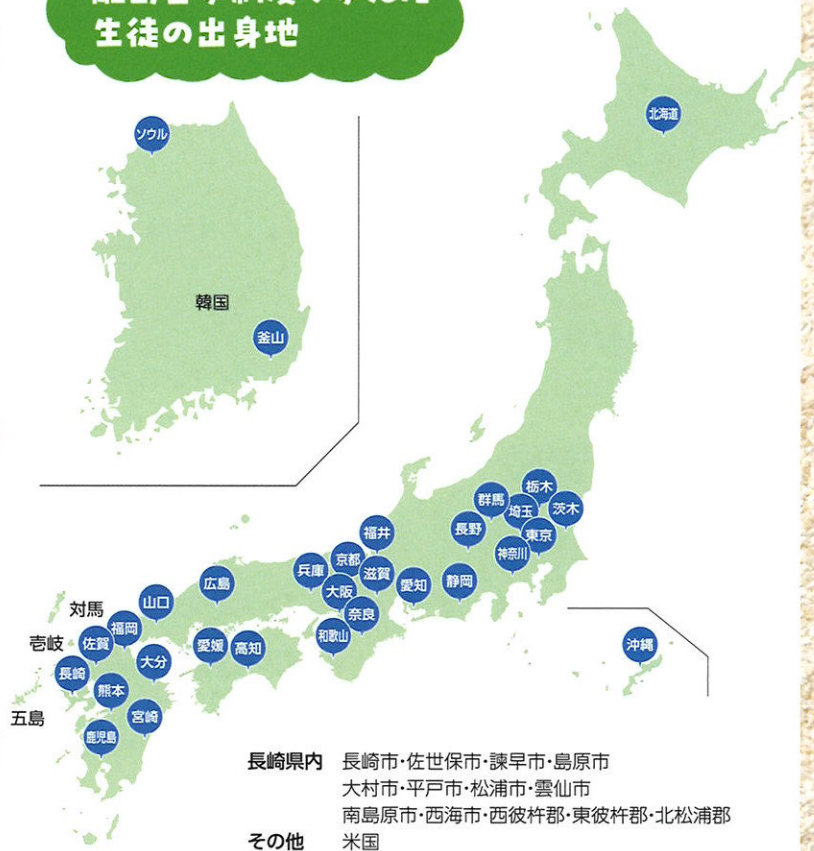 生徒の出身地
ソウル
北海道
韓国
釜山
栃木
群馬
埼玉
茨木
福井
長野
東京
京都
神奈川
兵庫
滋賀
広島
愛知
静岡
大阪
山口
対馬
奈良
福岡
和歌山
壱岐
佐賀
愛媛
高知
沖縄
大分
長崎
熊本
五島
宮崎
鹿児島
長崎県内 長崎市・佐世保市・諫早市・島原市
大村市・平戸市・松浦市・雲仙市
南島原市・西海市・西彼杵郡・東彼杵郡・北松浦郡
その他 米国